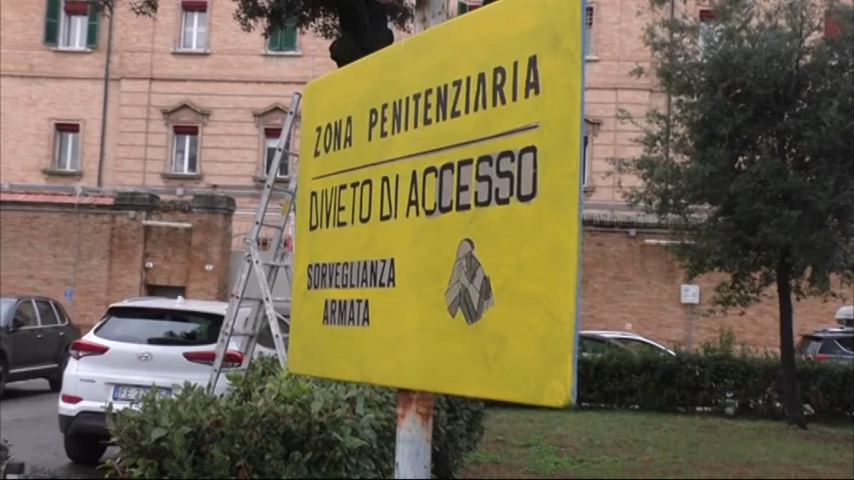 ZONA PENITENZIARIA
DIVIETO DI ACCESSO
SORVEGLIANZA
ARMATA